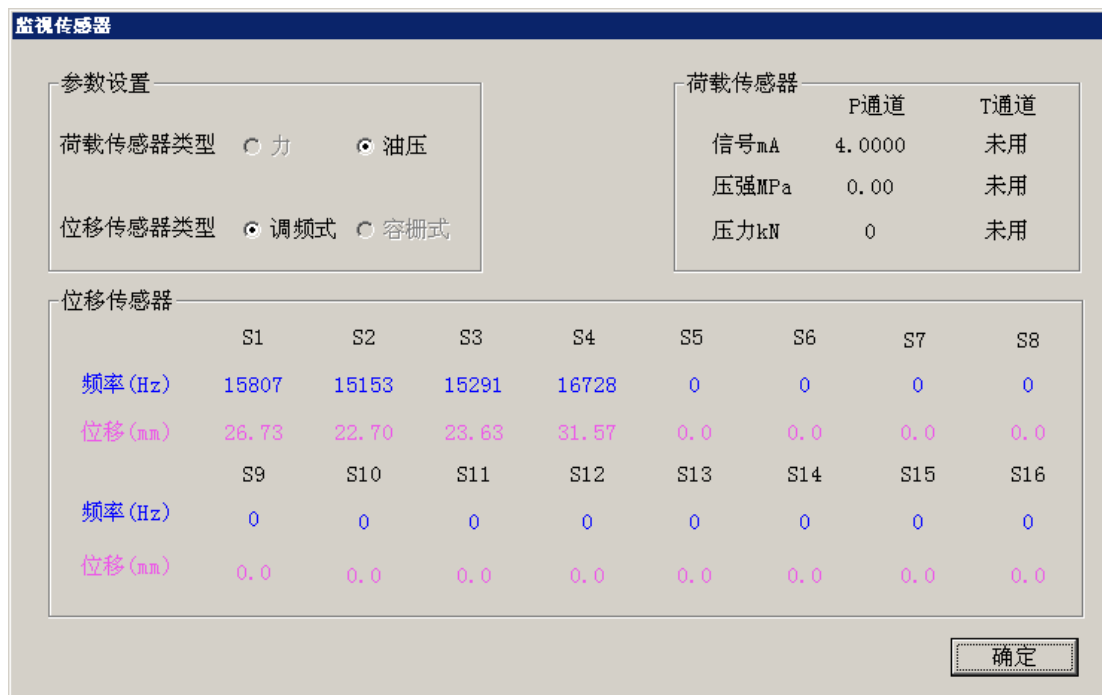 监视传感器
参数设置
荷载传感器类型 力 油压
位移传感器类型 调频式 容栅式
荷载传感器
P通道 T通道
信号mA 4.0000 未用
压强MPa 0.00 未用
压力kN 0 未用
位移传感器
S1 S2 S3 S4 S5 S6 S7 S8
频率(Hz) 15807 15153 15291 16728 0 0 0 0
位移(mm) 26.73 22.70 23.63 31.57 0.0 0.0 0.0 0.0
S9 S10 S11 S12 S13 S14 S15 S16
频率(Hz) 0 0 0 0 0 0 0 0
位移(mm) 0.0 0.0 0.0 0.0 0.0 0.0 0.0 0.0
确定